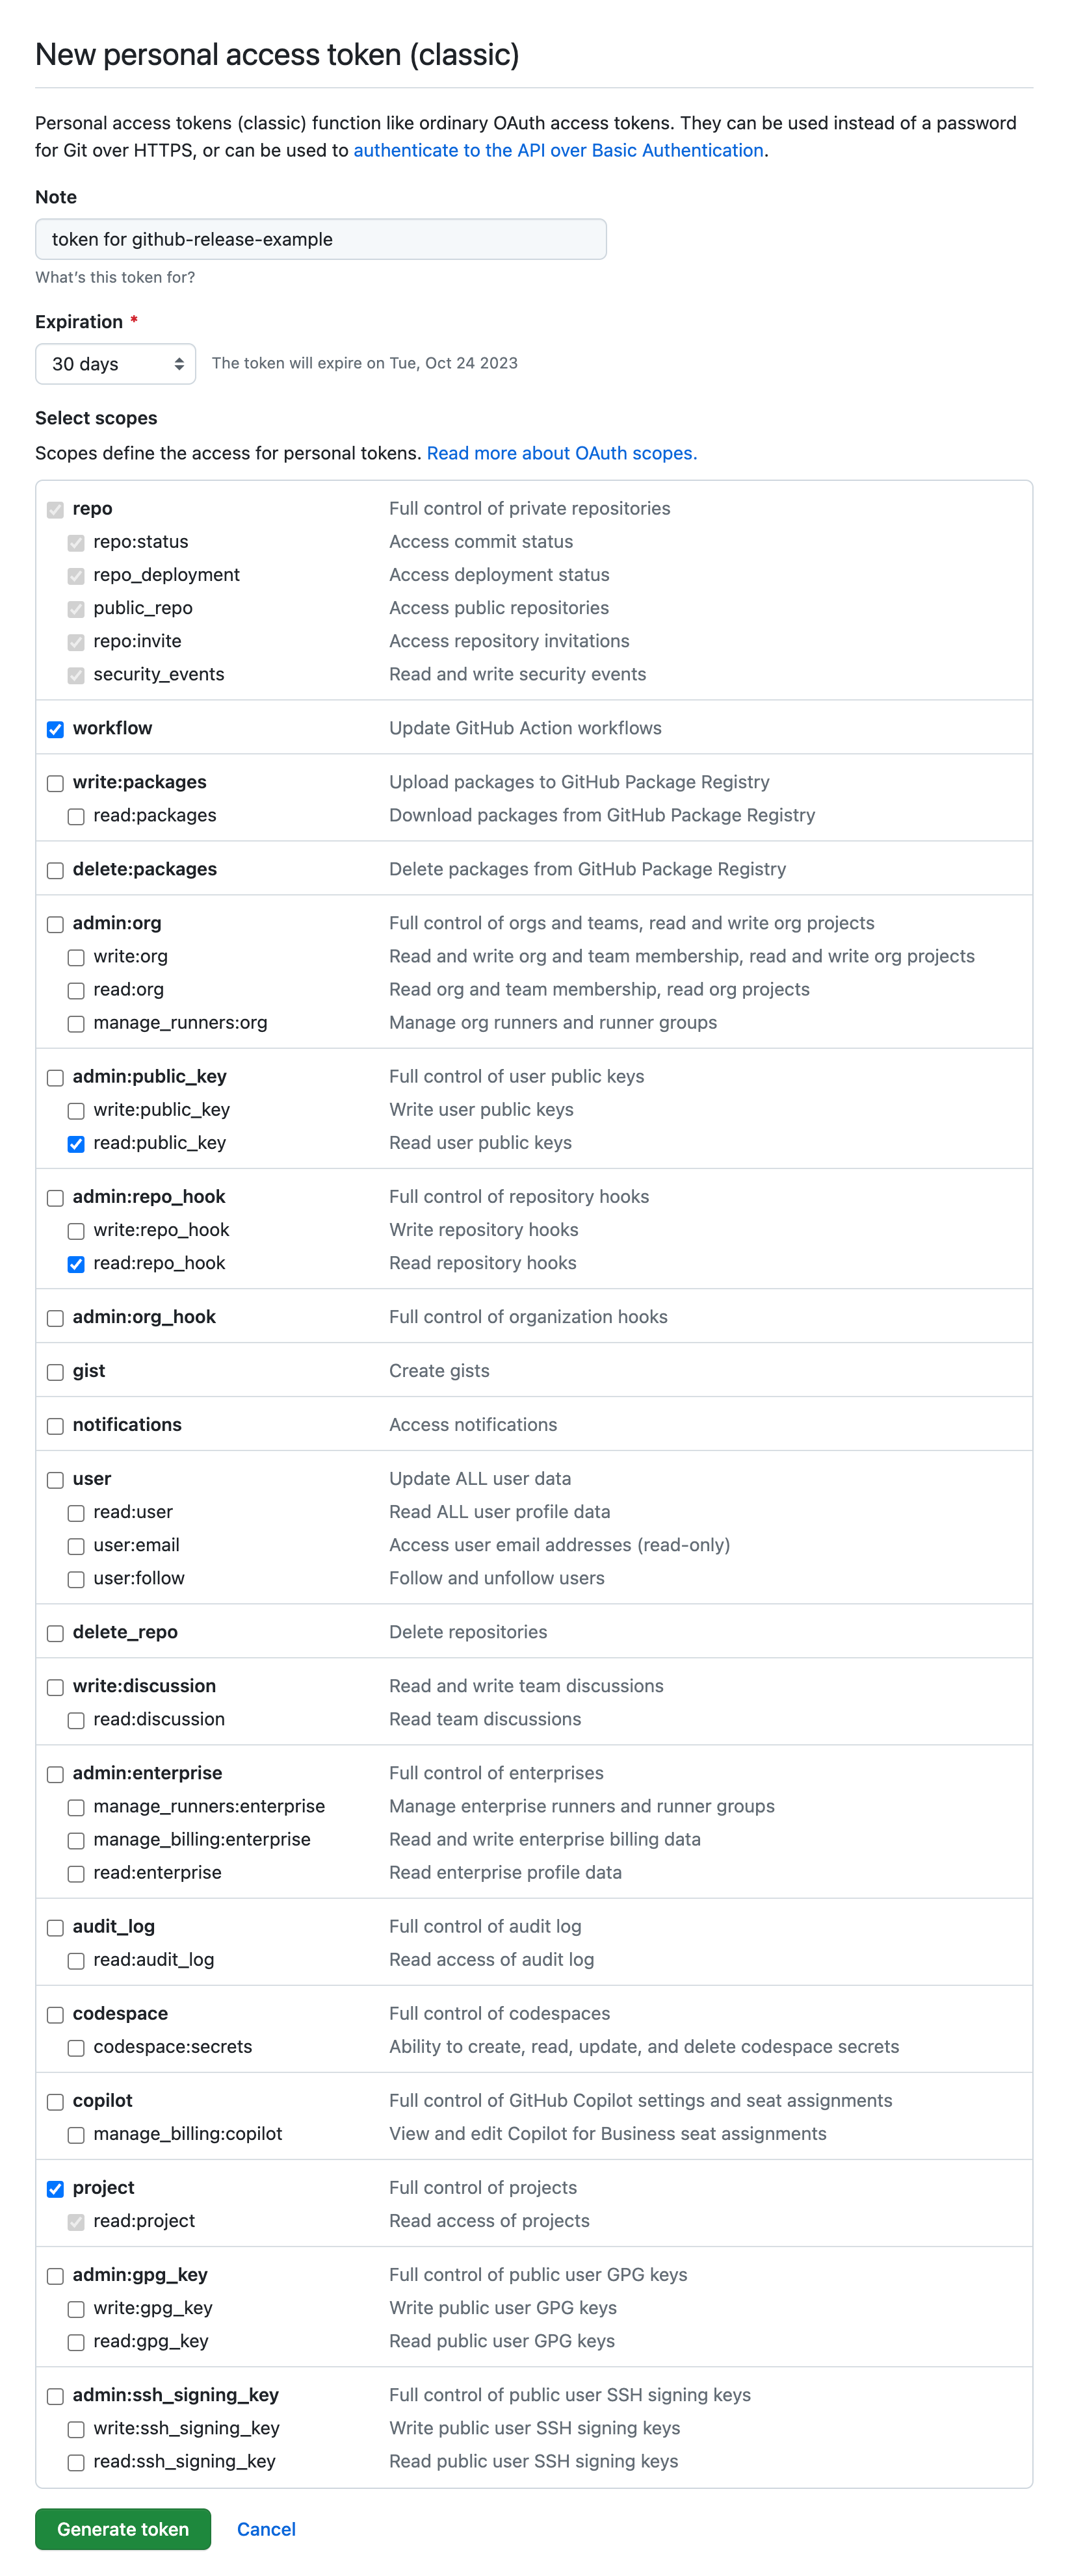 New personal access token (classic)
Personal access tokens (classic) function like ordinary OAuth access tokens. They can be used instead of a password
for Git over HTTPS, or can be used to authenticate to the API over Basic Authentication.
Note
token for github-release-example
What's this token for?
Expiration *
30 days The token will expire on Tue, Oct 24 2023
Select scopes
Scopes define the access for personal tokens. Read more about OAuth scopes.
repo Full control of private repositories
repo:status Access commit status
repo_deployment Access deployment status
public_repo Access public repositories
repo:invite Access repository invitations
security_events Read and write security events
workflow Update GitHub Action workflows
write:packages Upload packages to GitHub Package Registry
read:packages Download packages from GitHub Package Registry
delete:packages Delete packages from GitHub Package Registry
admin:org Full control of orgs and teams, read and write org projects
write:org Read and write org and team membership, read and write org projects
read:org Read org and team membership, read org projects
manage_runners:org Manage org runners and runner groups
admin:public_key Full control of user public keys
write:public_key Write user public keys
read:public_key Read user public keys
admin:repo_hook Full control of repository hooks
write:repo_hook Write repository hooks
read:repo_hook Read repository hooks
admin:org_hook Full control of organization hooks
gist Create gists
notifications Access notifications
user Update ALL user data
read:user Read ALL user profile data
user:email Access user email addresses (read-only)
user:follow Follow and unfollow users
delete_repo Delete repositories
write:discussion Read and write team discussions
read:discussion Read team discussions
admin:enterprise Full control of enterprises
manage_runners:enterprise Manage enterprise runners and runner groups
manage_billing:enterprise Read and write enterprise billing data
read:enterprise Read enterprise profile data
audit_log Full control of audit log
read:audit_log Read access of audit log
codespace Full control of codespaces
codespace:secrets Ability to create, read, update, and delete codespace secrets
copilot Full control of GitHub Copilot settings and seat assignments
manage_billing:copilot View and edit Copilot for Business seat assignments
project Full control of projects
read:project Read access of projects
admin:gpg_key Full control of public user GPG keys
write:gpg_key Write public user GPG keys
read:gpg_key Read public user GPG keys
admin:ssh_signing_key Full control of public user SSH signing keys
write:ssh_signing_key Write public user SSH signing keys
read:ssh_signing_key Read public user SSH signing keys
Generate token Cancel